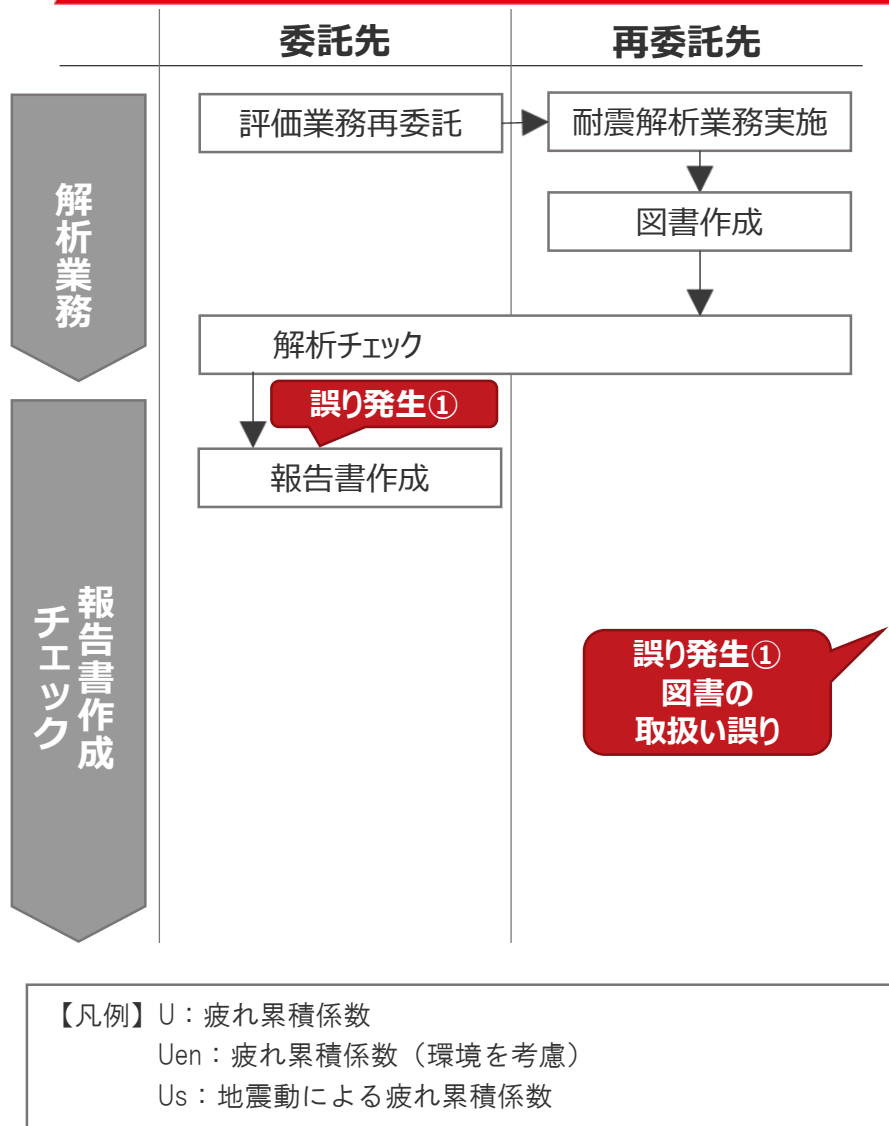 委託先
再委託先
解析業務
評価業務再委託
耐震解析業務実施
図書作成
解析チェック
誤り発生①
報告書作成
報告書作成
チェック
誤り発生①
図書の
取扱い誤り
【凡例】U：疲れ累積係数
Uen：疲れ累積係数（環境を考慮）
Us：地震動による疲れ累積係数